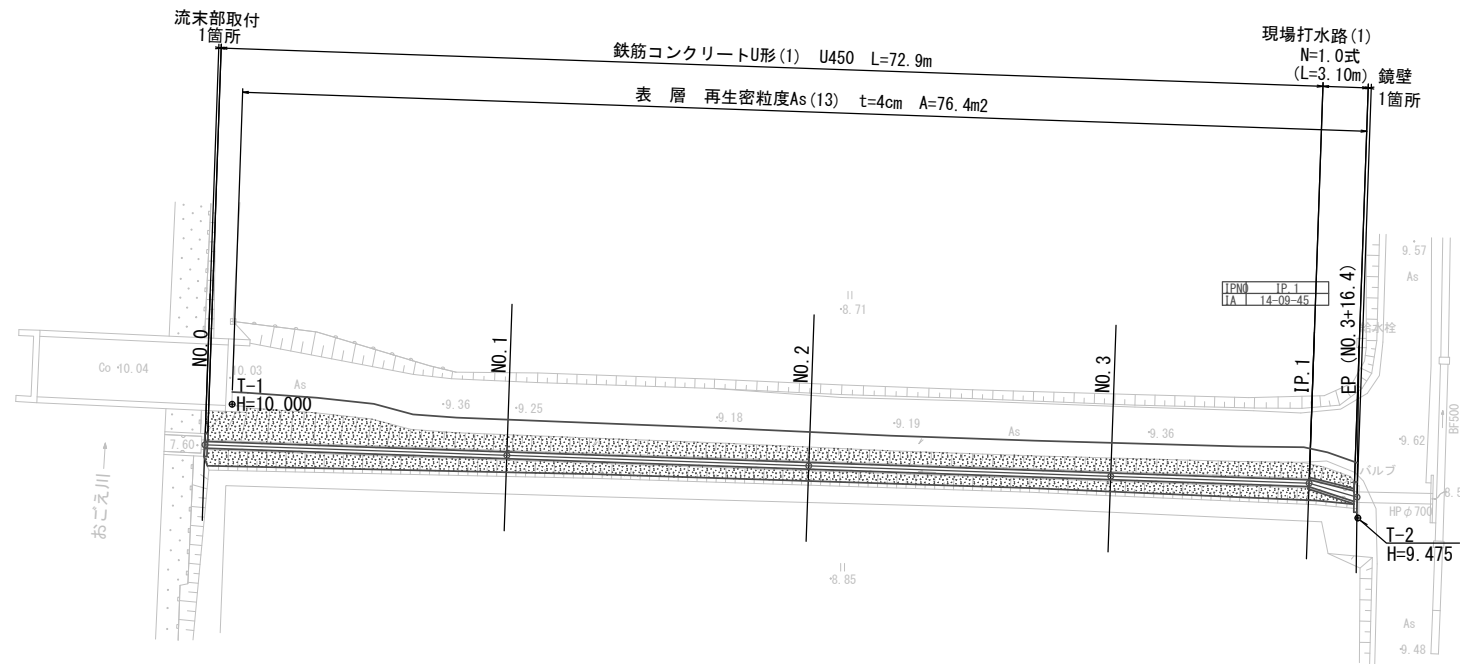 流末部取付
1箇所
鉄筋コンクリートU形(1) U450 L=72.9m
現場打水路(1)
N=1.0式
(L=3.10m)
鏡壁
1箇所
表 層 再生密粒度As(13) t=4cm A=76.4m2
9.57
As
IPNO IP.1
IA 14-09-45
8.71
給水栓
NO.0
NO.1
NO.2
NO.3
IP.1
EP (NO.3+16.4)
Co 10.04
10.03
As
T-1
H=10.000
9.36
9.25
9.18
9.19
As
9.36
9.62
BF500
7.60
バルブ
HPφ700
おごえ川
T-2
H=9.475
8.85
As
9.48